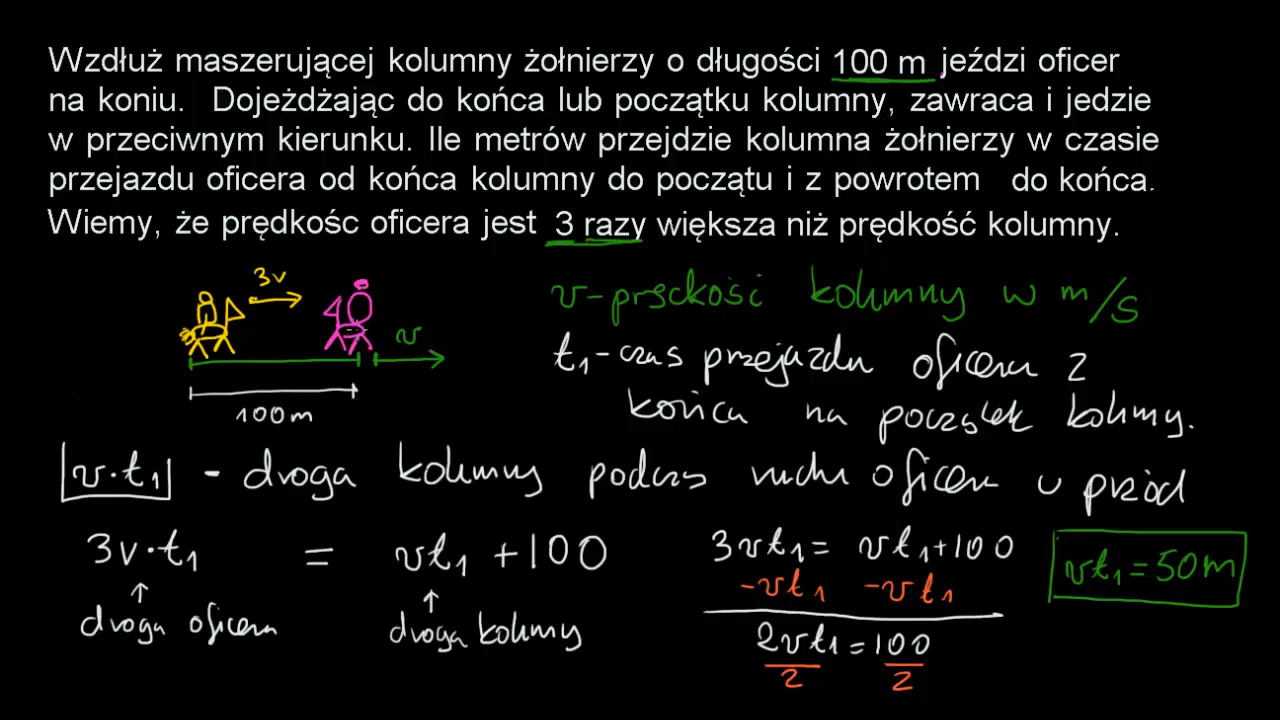 Wzdłuż maszerującej kolumny żołnierzy o długości 100 m jeździ oficer
na koniu. Dojeżdżając do końca lub początku kolumny, zawraca i jedzie
w przeciwnym kierunku. Ile metrów przejdzie kolumna żołnierzy w czasie
przejazdu oficera od końca kolumny do początu i z powrotem do końca.
Wiemy, że prędkośc oficera jest 3 razy większa niż prędkość kolumny.
3v
v
100m
v - prędkość kolumny w m/s
t₁ - czas przejazdu oficera z
końca na początek kolumny.
v·t₁ - droga kolumny podczas ruchu oficera w przód
3v·t₁ = vt₁ + 100
droga oficera droga kolumny
3vt₁ = vt₁ + 100
-vt₁ -vt₁
2vt₁ = 100
2 2
vt₁ = 50m